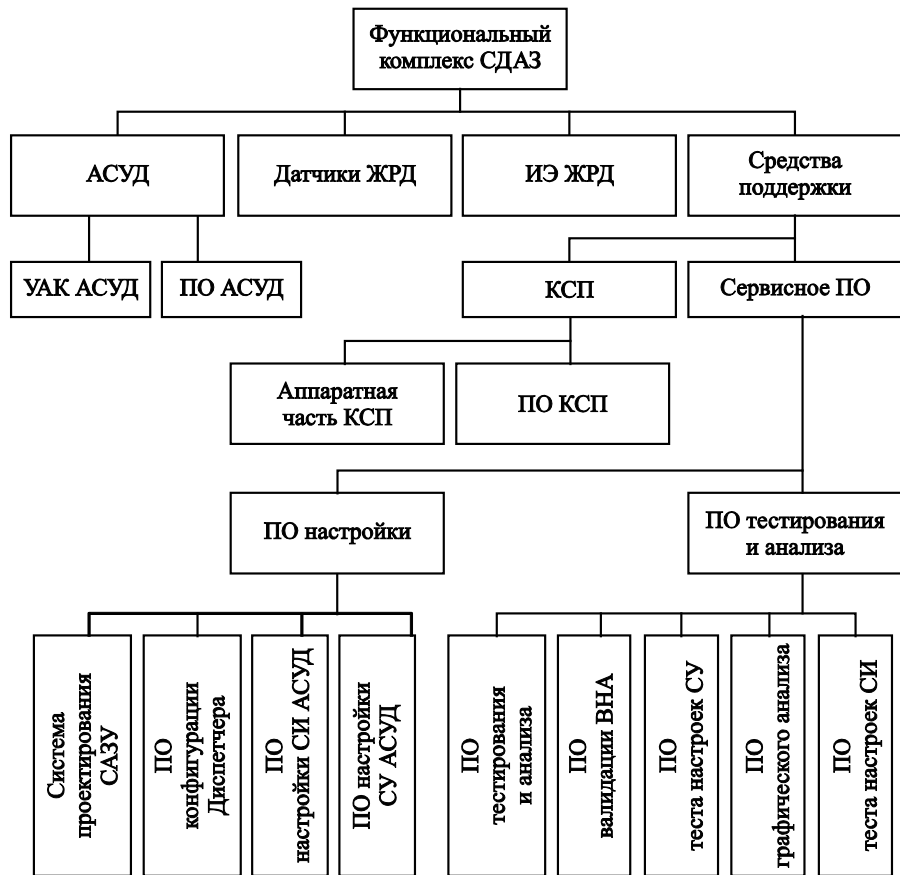 Функциональный
комплекс СДАЗ
АСУД
Датчики ЖРД
ИЭ ЖРД
Средства
поддержки
УАК АСУД
ПО АСУД
КСП
Сервисное ПО
Аппаратная
часть КСП
ПО КСП
ПО настройки
ПО тестирования
и анализа
Система
проектирования
САЗУ
ПО
конфигурации
Диспетчера
ПО
настройки СИ АСУД
ПО настройки
СУ АСУД
ПО
тестирования
и анализа
ПО
валидации ВНА
ПО
теста настроек СУ
ПО
графического анализа
ПО
теста настроек СИ